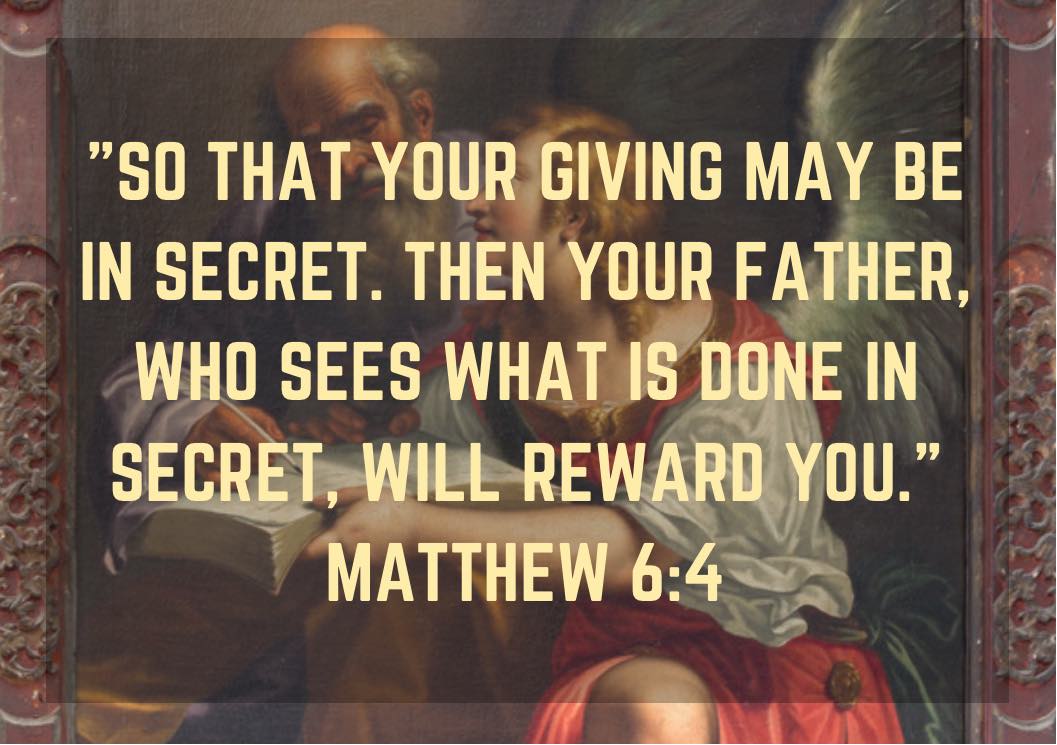 ”SO THAT YOUR GIVING MAY BE
IN SECRET. THEN YOUR FATHER,
WHO SEES WHAT IS DONE IN
SECRET, WILL REWARD YOU.”
MATTHEW 6:4